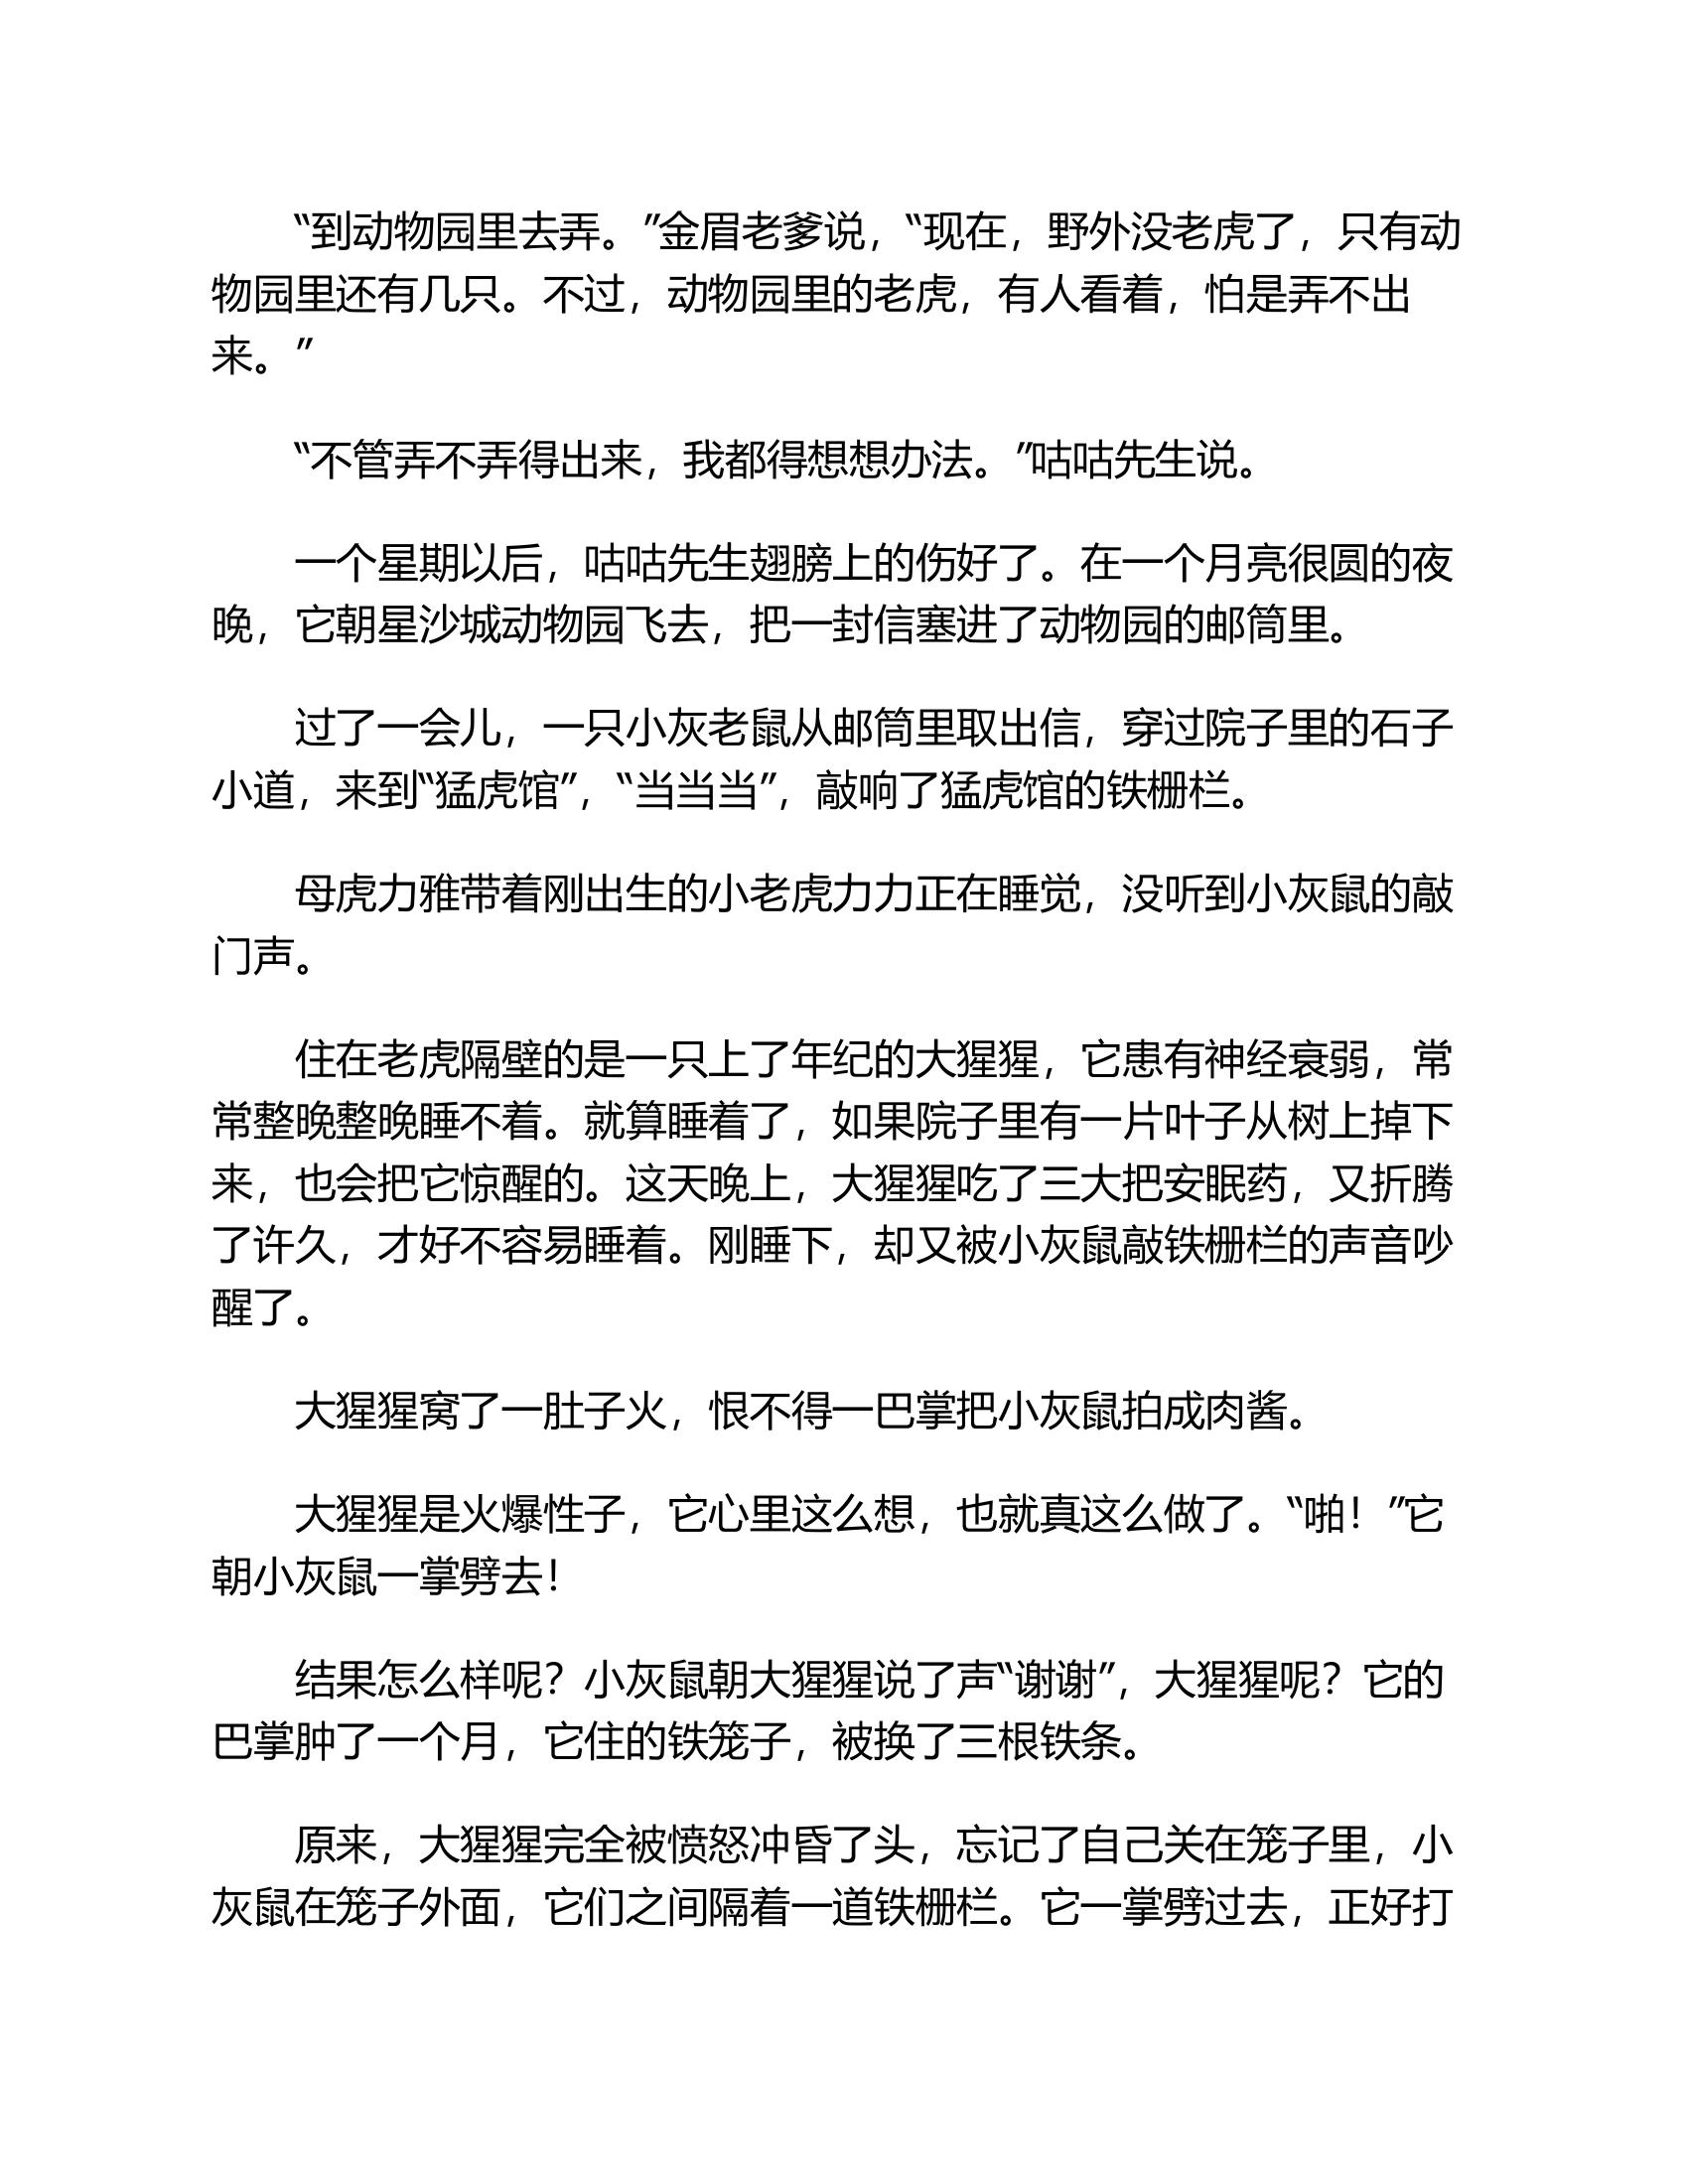 “到动物园里去弄。”金眉老爹说，“现在，野外没老虎了，只有动
物园里还有几只。不过，动物园里的老虎，有人看着，怕是弄不出
来。”
“不管弄不弄得出来，我都得想想办法。”咕咕先生说。
一个星期以后，咕咕先生翅膀上的伤好了。在一个月亮很圆的夜
晚，它朝星沙城动物园飞去，把一封信塞进了动物园的邮筒里。
过了一会儿，一只小灰老鼠从邮筒里取出信，穿过院子里的石子
小道，来到“猛虎馆”，“当当当”，敲响了猛虎馆的铁栅栏。
母虎力雅带着刚出生的小老虎力力正在睡觉，没听到小灰鼠的敲
门声。
住在老虎隔壁的是一只上了年纪的大猩猩，它患有神经衰弱，常
常整晚整晚睡不着。就算睡着了，如果院子里有一片叶子从树上掉下
来，也会把它惊醒的。这天晚上，大猩猩吃了三大把安眠药，又折腾
了许久，才好不容易睡着。刚睡下，却又被小灰鼠敲铁栅栏的声音吵
醒了。
大猩猩窝了一肚子火，恨不得一巴掌把小灰鼠拍成肉酱。
大猩猩是火爆性子，它心里这么想，也就真这么做了。“啪！”它
朝小灰鼠一掌劈去！
结果怎么样呢？小灰鼠朝大猩猩说了声“谢谢”，大猩猩呢？它的
巴掌肿了一个月，它住的铁笼子，被换了三根铁条。
原来，大猩猩完全被愤怒冲昏了头，忘记了自己关在笼子里，小
灰鼠在笼子外面，它们之间隔着一道铁栅栏。它一掌劈过去，正好打